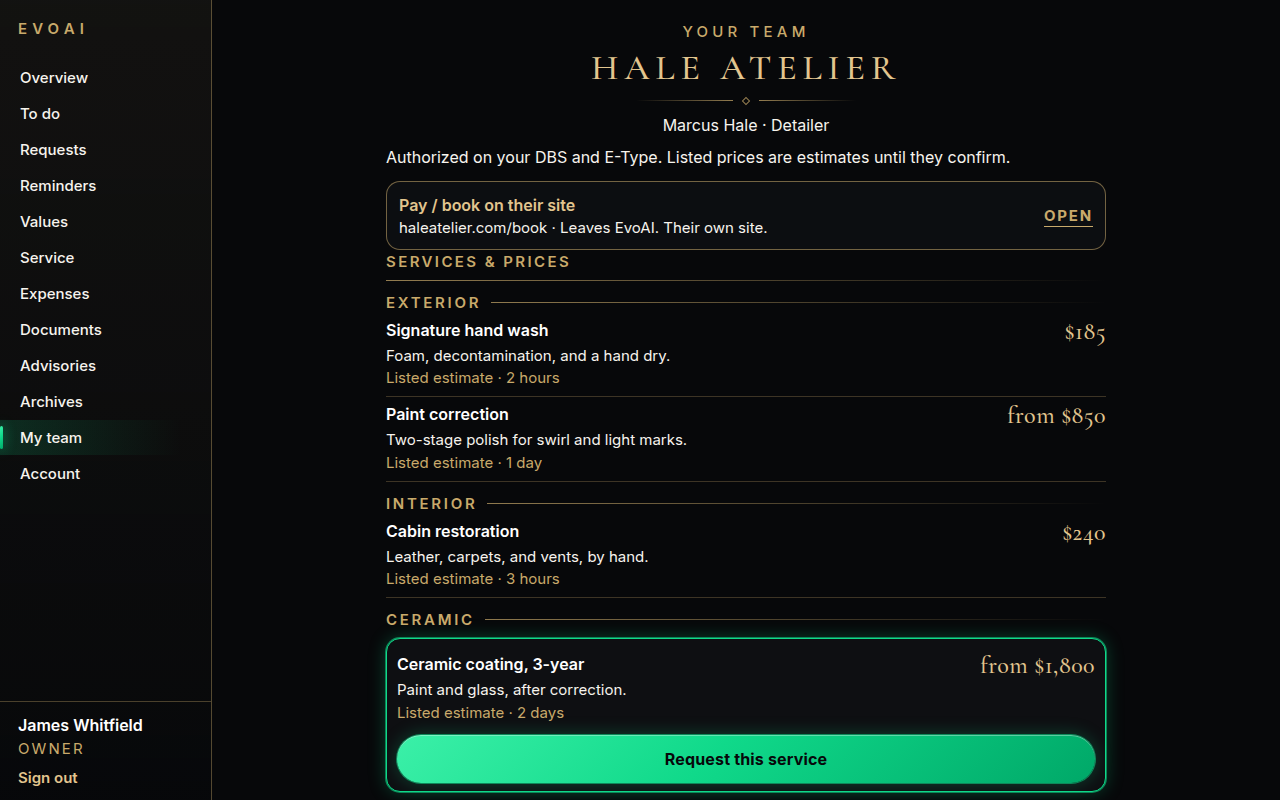 EVOAI
Overview
To do
Requests
Reminders
Values
Service
Expenses
Documents
Advisories
Archives
My team
Account
James Whitfield
OWNER
Sign out
YOUR TEAM
HALE ATELIER
Marcus Hale · Detailer
Authorized on your DBS and E-Type. Listed prices are estimates until they confirm.
Pay / book on their site
haleatelier.com/book · Leaves EvoAI. Their own site.
OPEN
SERVICES & PRICES
EXTERIOR
Signature hand wash
$185
Foam, decontamination, and a hand dry.
Listed estimate · 2 hours
Paint correction
from $850
Two-stage polish for swirl and light marks.
Listed estimate · 1 day
INTERIOR
Cabin restoration
$240
Leather, carpets, and vents, by hand.
Listed estimate · 3 hours
CERAMIC
Ceramic coating, 3-year
from $1,800
Paint and glass, after correction.
Listed estimate · 2 days
Request this service